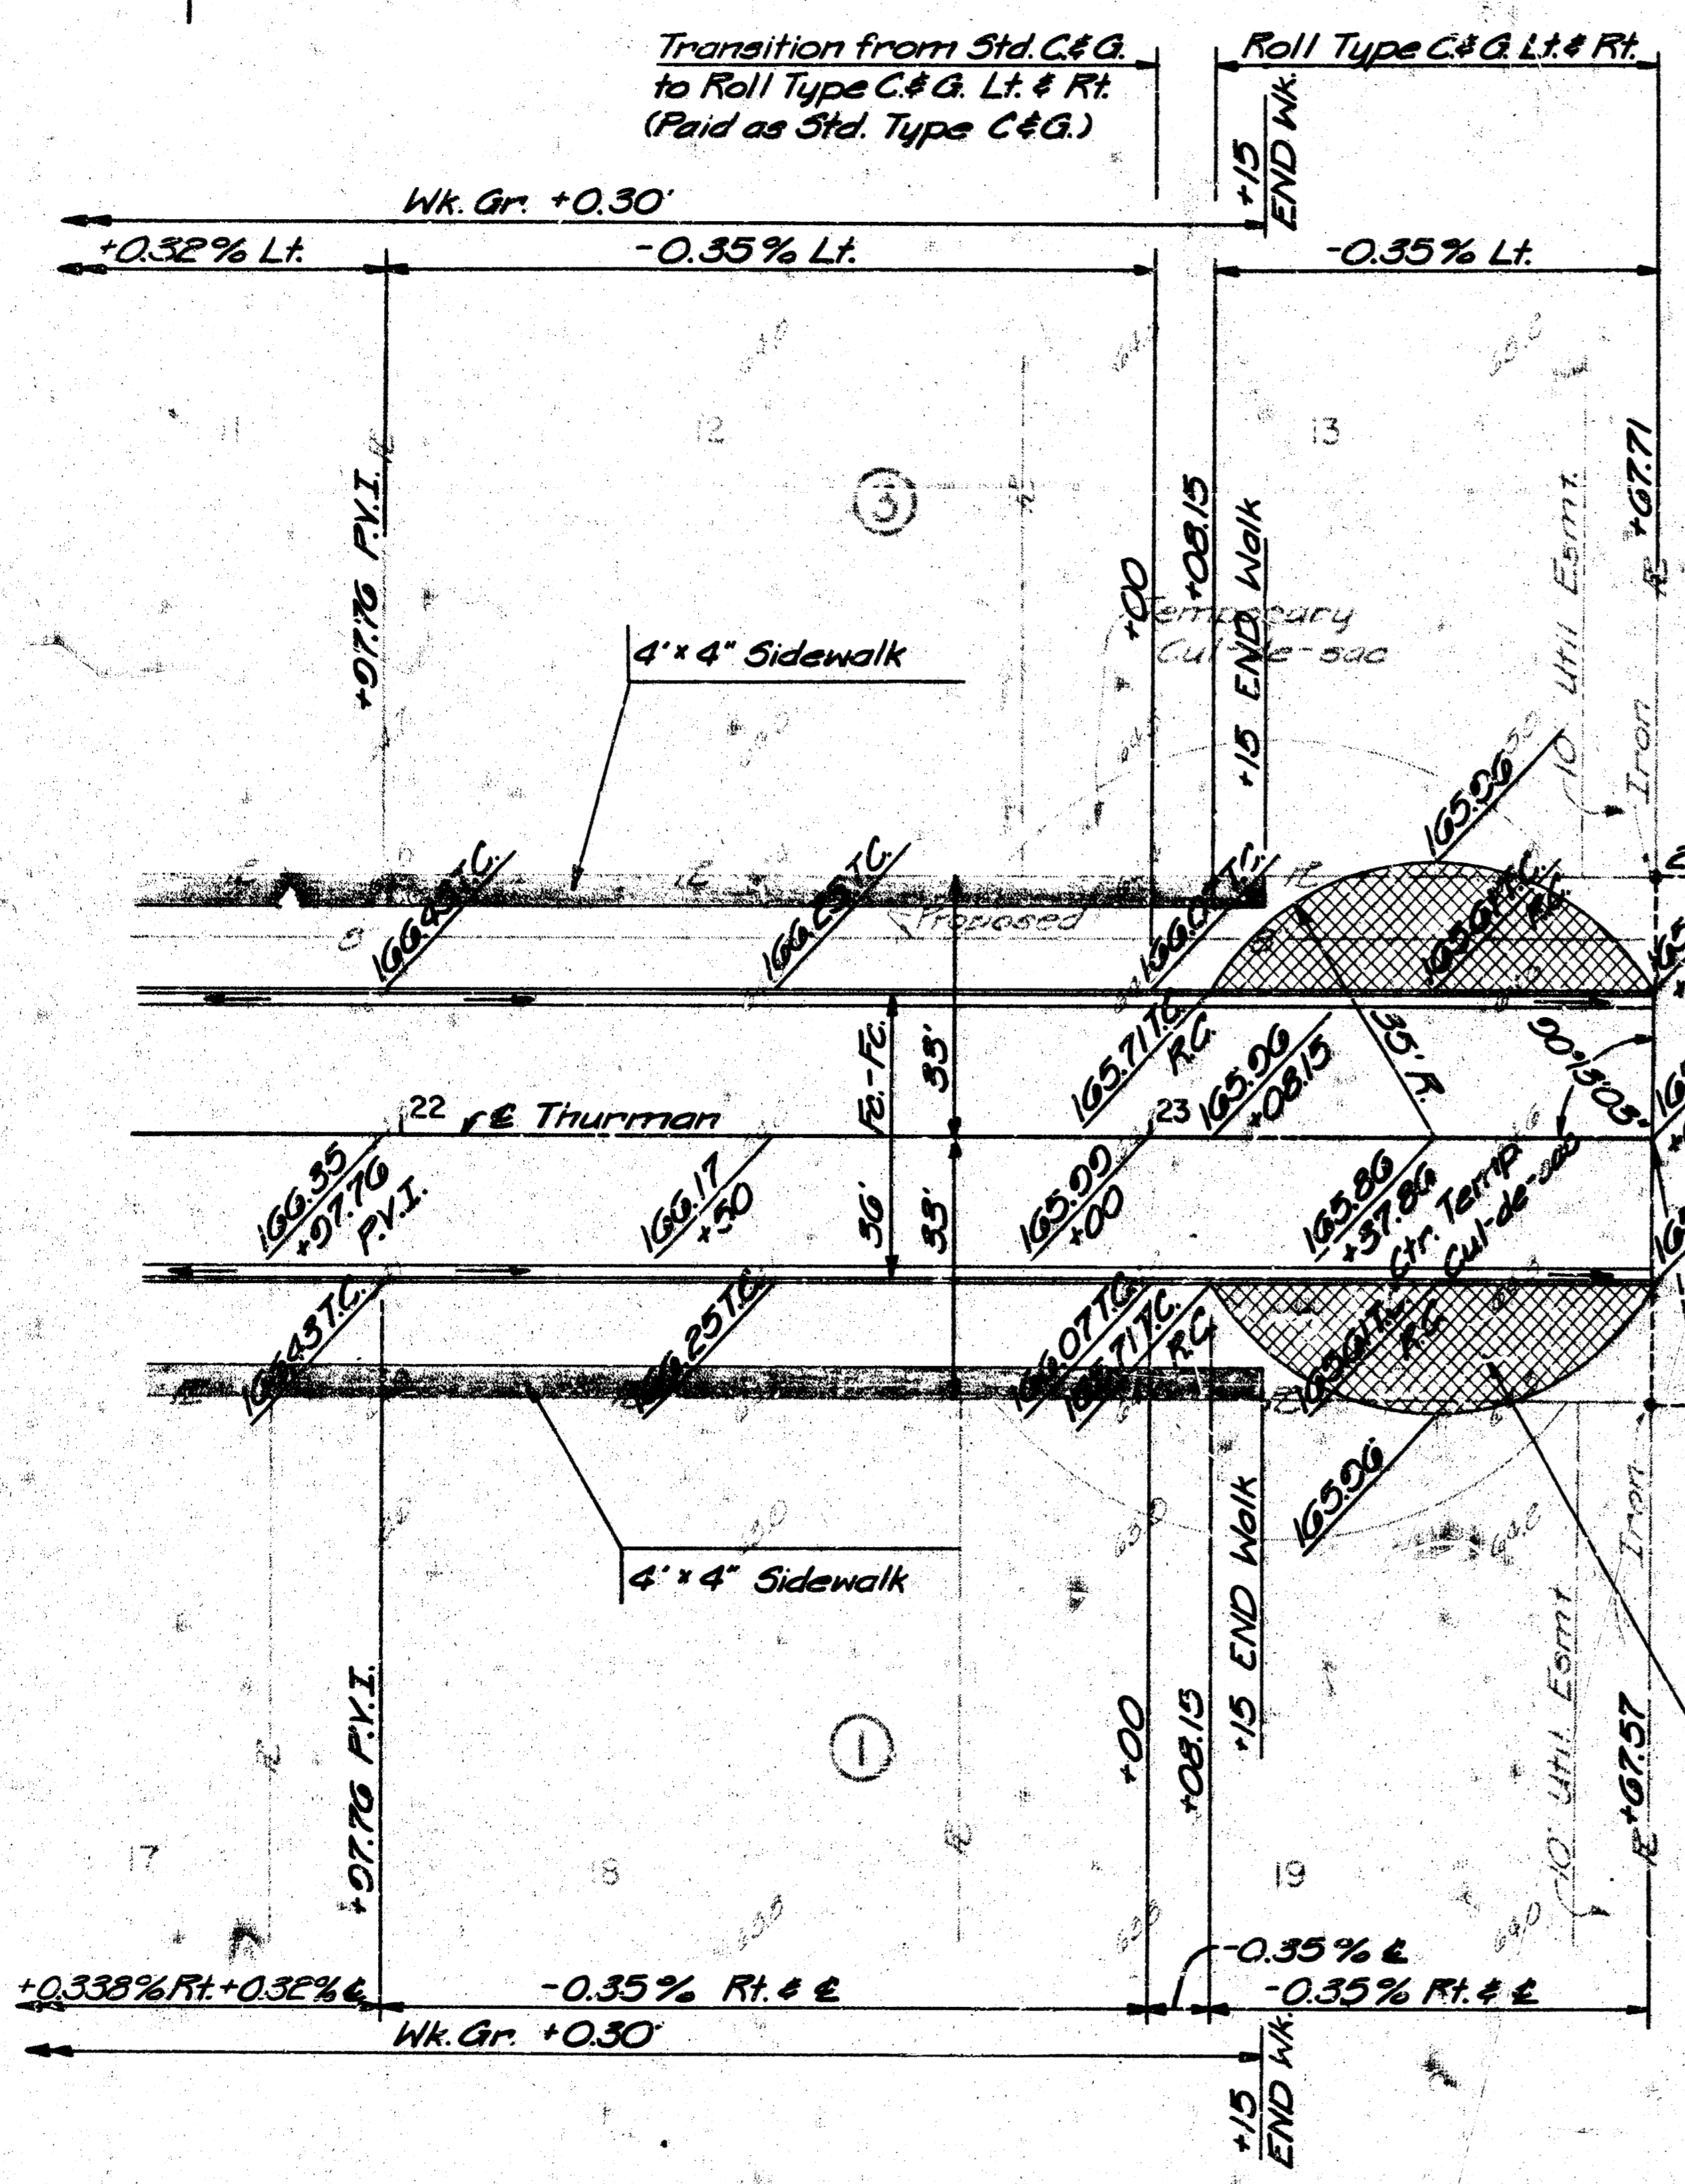 Transition from Std. C.&G.
to Roll Type C.&G. Lt. & Rt.
(Paid as Std. Type C&G.)
Roll Type C.&G. Lt. & Rt.
+15
END. Wk.
Wk. Gr. +0.30'
+0.32% Lt.
-0.35% Lt.
-0.35% Lt.
11
12
13
3
+97.76 P.V.I.
+00
+08.15
+15 END Walk
10' Util Esmt.
+67.71
Temporary
Cul-de-sac
4' x 4" Sidewalk
Iron
165.96
166.43 T.C.
166.25 T.C.
166.07 T.C.
165.61 T.C.
R.C.
Proposed
Fc.-Fc.
36'
33'
33'
165.71 T.C.
R.C.
165.96
+08.15
35' R.
90°13'03"
22
℄ Thurman
23
166.35
+97.76
P.V.I.
166.17
+50
165.99
+00
165.86
+37.86
Ctr. Temp.
Cul-de-sac
166.43 T.C.
166.25 T.C.
166.07 T.C.
165.71 T.C.
R.C.
165.61 T.C.
R.C.
165.96
4' x 4" Sidewalk
+97.76 P.V.I.
+00
+08.15
+15 END Walk
10' Util Esmt
Iron
℄ +67.57
1
17
18
19
-0.35% ℄
+0.338% Rt. +0.32% ℄
-0.35% Rt. & ℄
-0.35% Rt. & ℄
Wk. Gr. +0.30'
+15
END Wk.